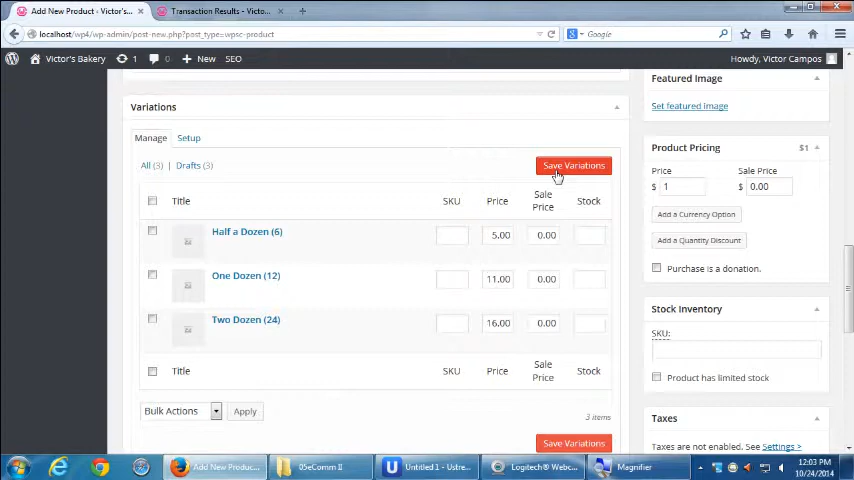 Add New Product ‹ Victor's B... ×
Transaction Results - Victo... × +
localhost/wp4/wp-admin/post-new.php?post_type=wpsc-product
Google
Victor's Bakery 1 0 + New SEO
Howdy, Victor Campos
Variations
Manage Setup
All (3) | Drafts (3)
Save Variations
Title SKU Price Sale Price Stock
Half a Dozen (6) 5.00 0.00
One Dozen (12) 11.00 0.00
Two Dozen (24) 16.00 0.00
Title SKU Price Sale Price Stock
Bulk Actions Apply
3 items
Save Variations
Featured Image
Set featured image
Product Pricing $1
Price Sale Price
$ 1 $ 0.00
Add a Currency Option
Add a Quantity Discount
Purchase is a donation.
Stock Inventory
SKU:
Product has limited stock
Taxes
Taxes are not enabled. See Settings >
Add New Produc... 05eComm II Untitled 1 - Ustre... Logitech® Webc... Magnifier
12:03 PM
10/24/2014